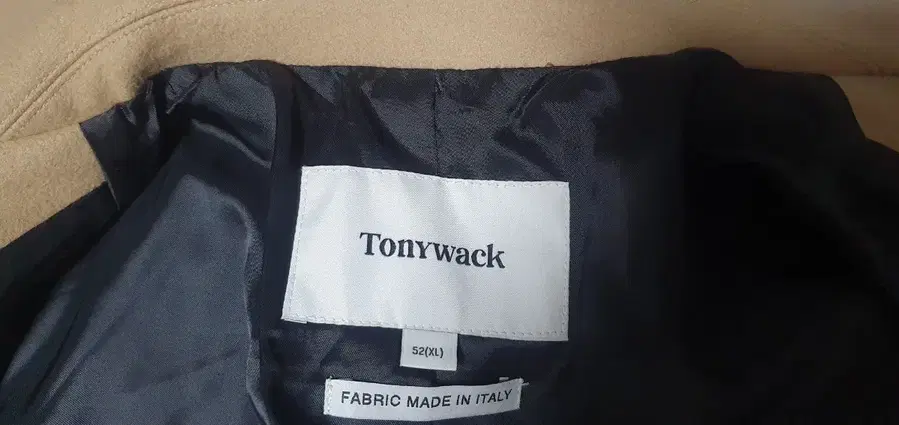 Tonywack
52(XL)
FABRIC MADE IN ITALY